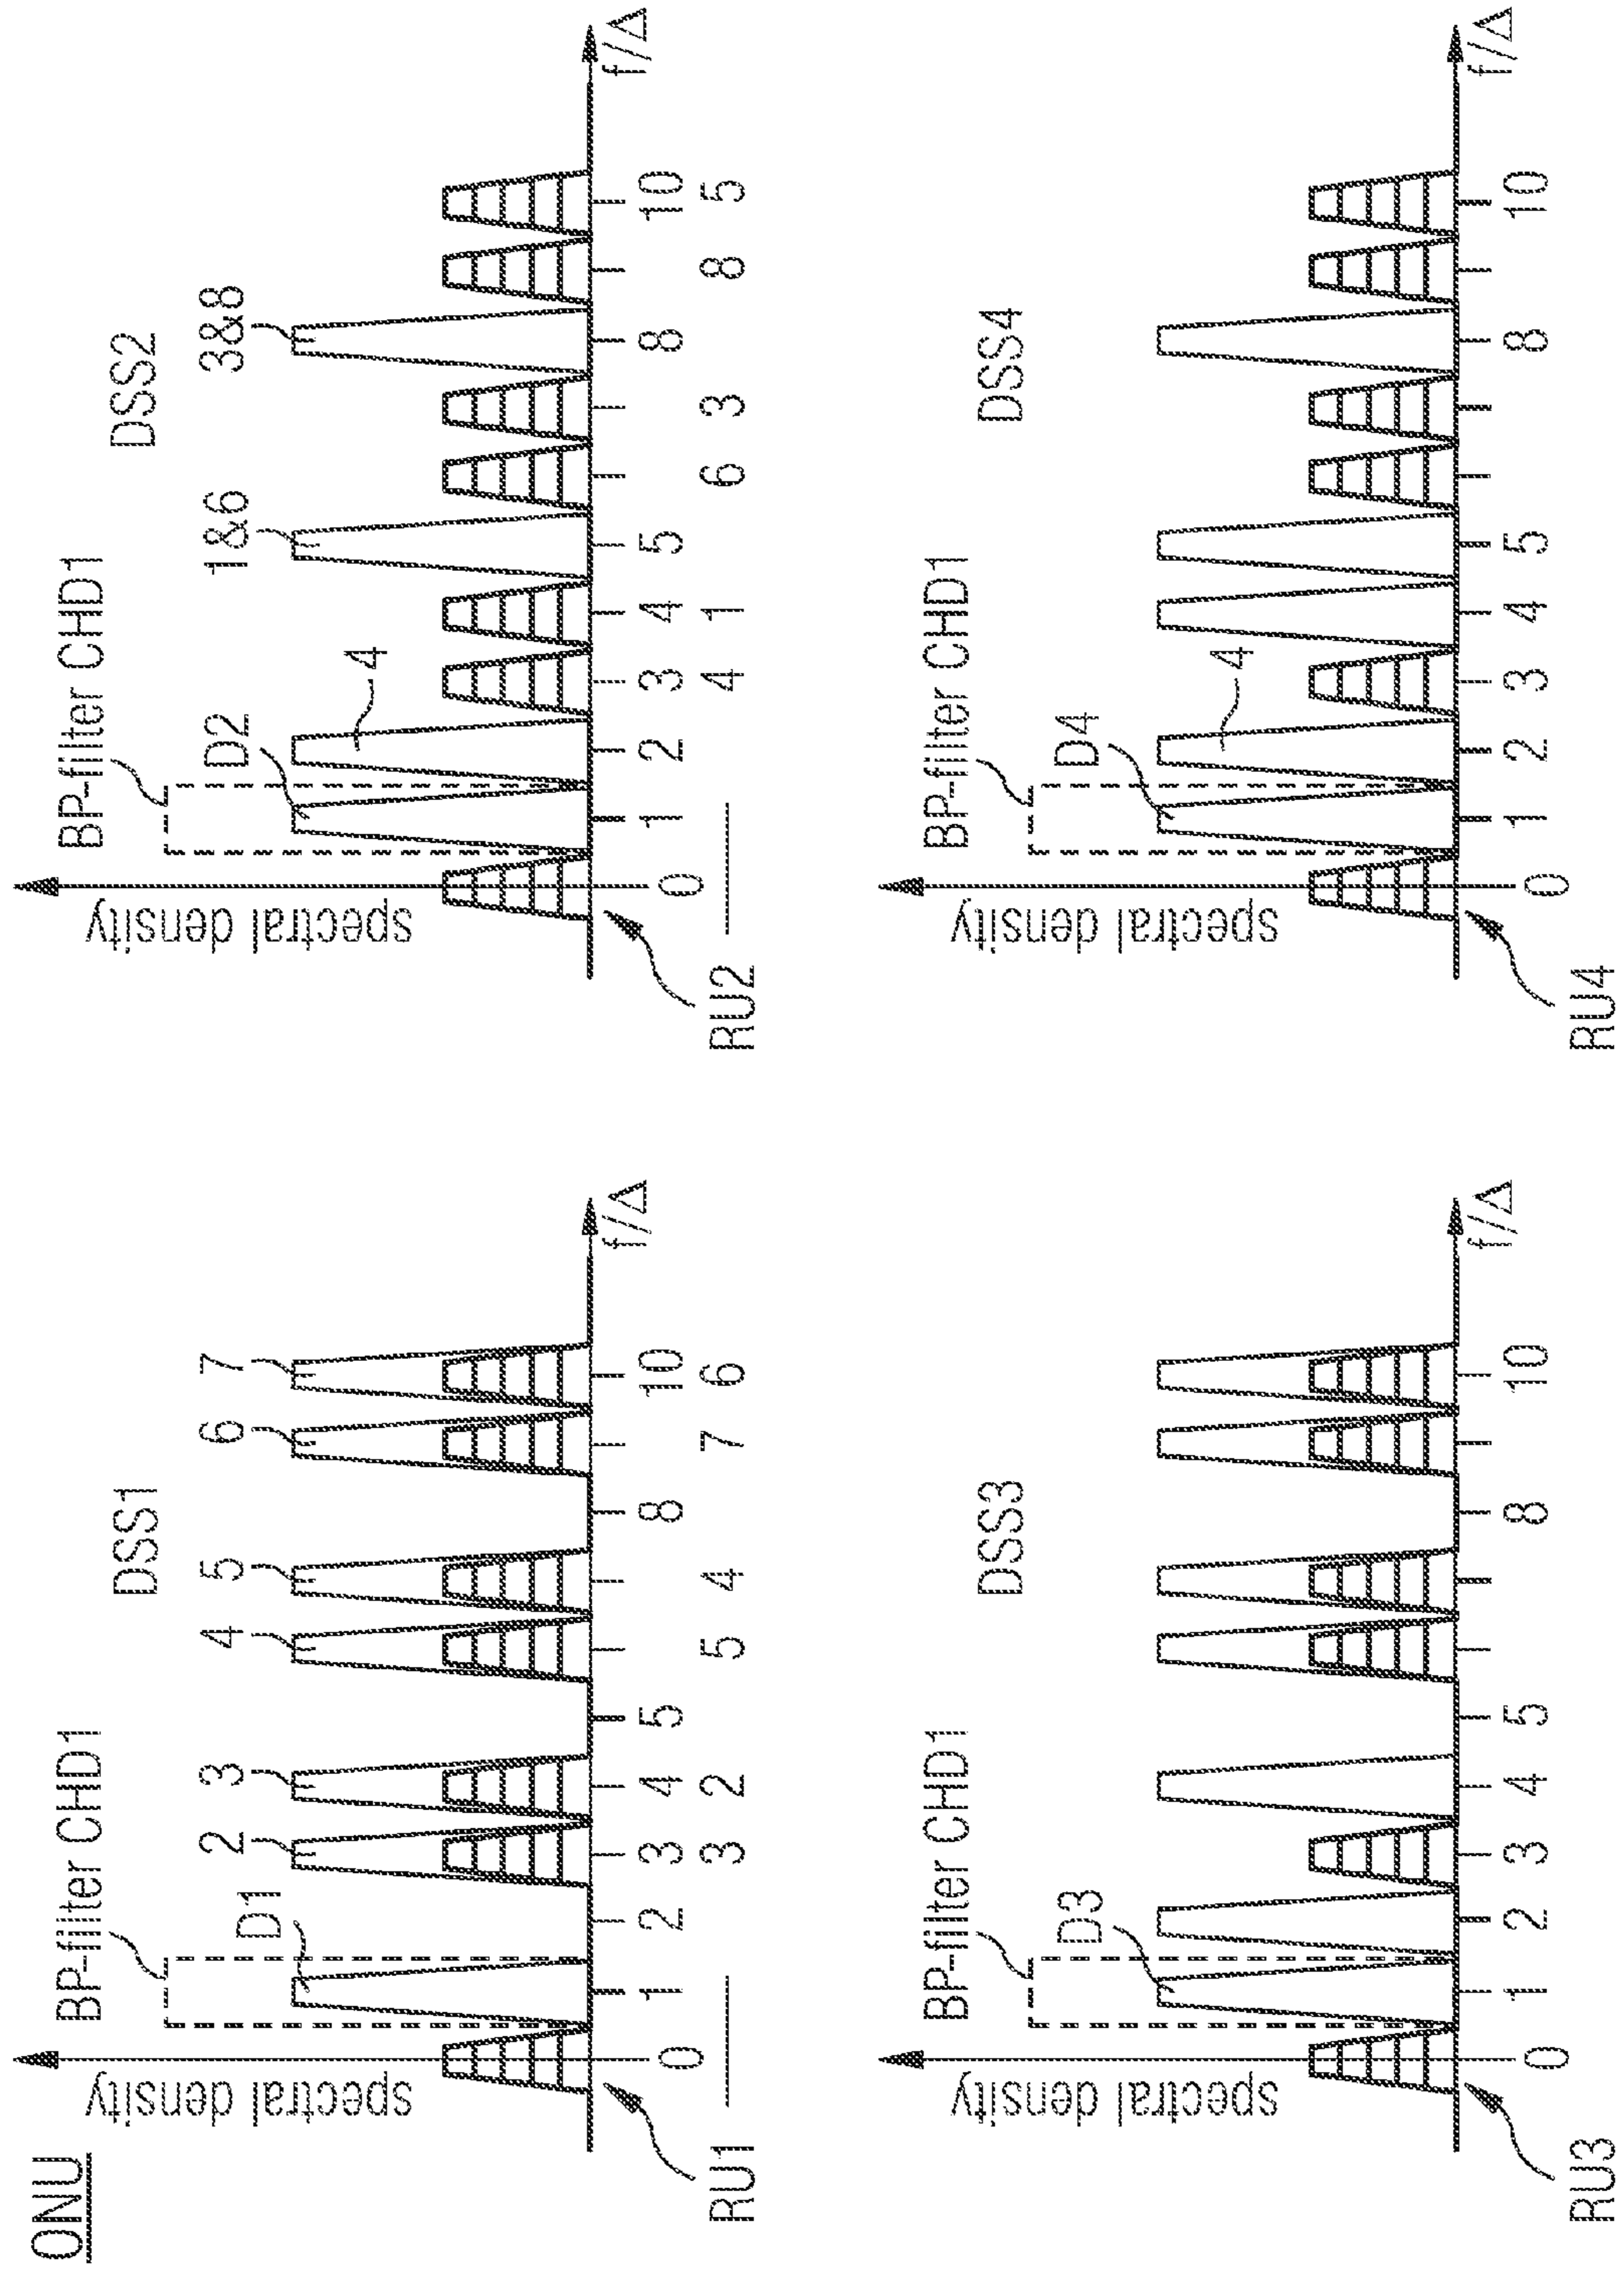 ONU
spectral density
BP-filter CHD1
DSS1
D1
2
3
4
5
6
7
0
1
2
3
4
5
8
10
f/Δ
RU1
3
2
5
4
7
6
spectral density
BP-filter CHD1
DSS2
D2
4
1&6
3&8
0
1
2
3
4
5
8
10
f/Δ
RU2
4
1
6
3
8
5
spectral density
BP-filter CHD1
DSS3
D3
0
1
2
3
4
5
8
10
f/Δ
RU3
spectral density
BP-filter CHD1
DSS4
D4
4
0
1
2
3
4
5
8
10
f/Δ
RU4